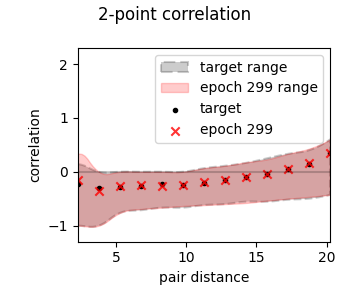 2-point correlation
target range
epoch 299 range
target
epoch 299
correlation
2
1
0
−1
5
10
15
20
pair distance